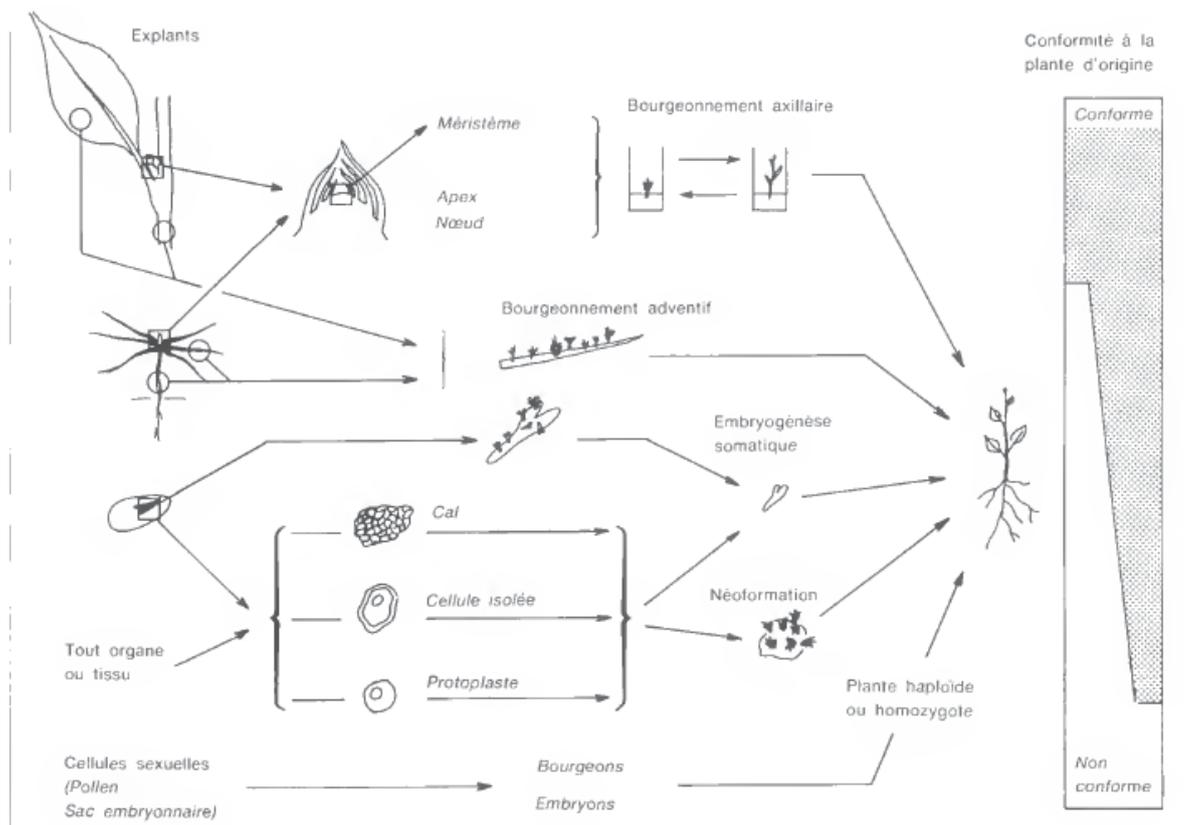 Explants
Conformité à la
plante d'origine
Conforme
Bourgeonnement axillaire
Méristème
Apex
Nœud
Bourgeonnement adventif
Embryogénèse
somatique
Cal
Cellule isolée
Néoformation
Tout organe
ou tissu
Protoplaste
Plante haploïde
ou homozygote
Cellules sexuelles
(Pollen
Sac embryonnaire)
Bourgeons
Embryons
Non
conforme